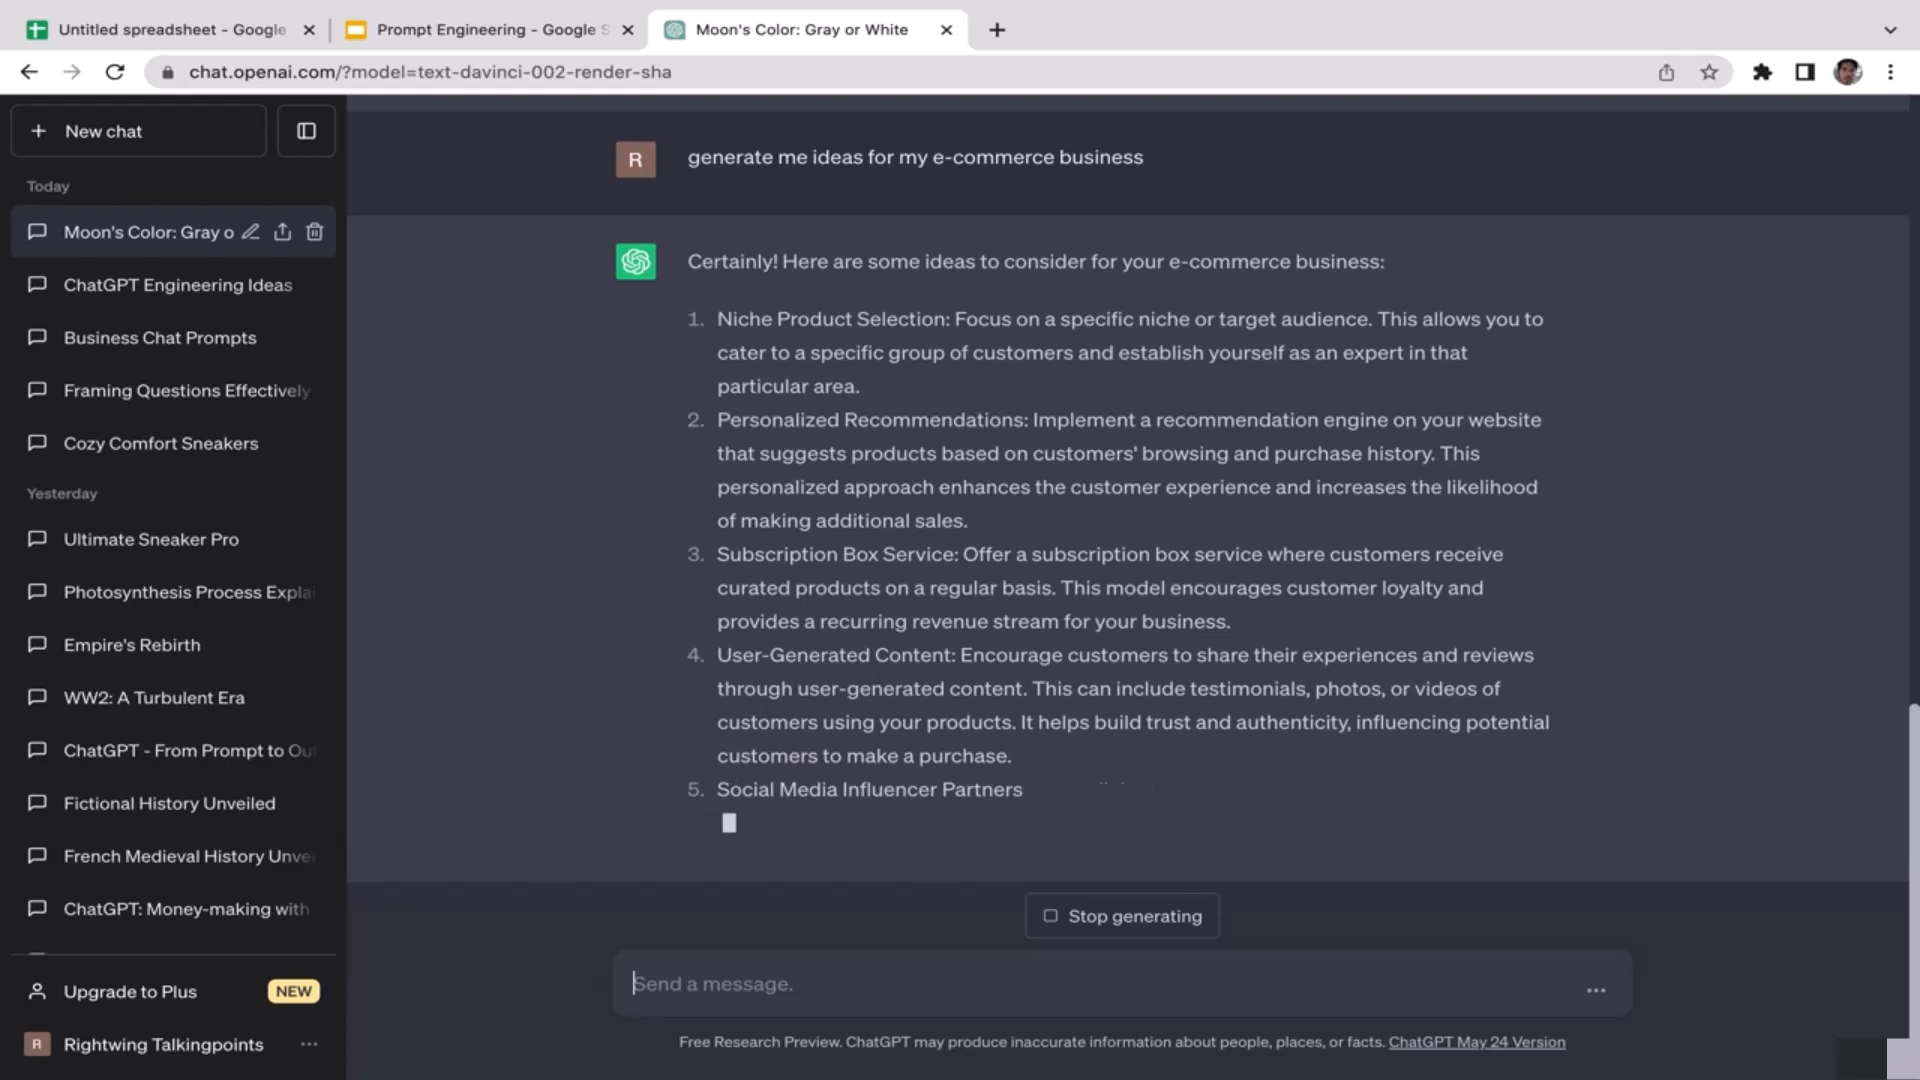 Untitled spreadsheet - Google
Prompt Engineering - Google S
Moon's Color: Gray or White
chat.openai.com/?model=text-davinci-002-render-sha
New chat
Today
Moon's Color: Gray o
ChatGPT Engineering Ideas
Business Chat Prompts
Framing Questions Effectively
Cozy Comfort Sneakers
Yesterday
Ultimate Sneaker Pro
Photosynthesis Process Explai
Empire's Rebirth
WW2: A Turbulent Era
ChatGPT - From Prompt to Out
Fictional History Unveiled
French Medieval History Unvei
ChatGPT: Money-making with
Upgrade to Plus
NEW
R
Rightwing Talkingpoints
R
generate me ideas for my e-commerce business
Certainly! Here are some ideas to consider for your e-commerce business:
1. Niche Product Selection: Focus on a specific niche or target audience. This allows you to
cater to a specific group of customers and establish yourself as an expert in that
particular area.
2. Personalized Recommendations: Implement a recommendation engine on your website
that suggests products based on customers' browsing and purchase history. This
personalized approach enhances the customer experience and increases the likelihood
of making additional sales.
3. Subscription Box Service: Offer a subscription box service where customers receive
curated products on a regular basis. This model encourages customer loyalty and
provides a recurring revenue stream for your business.
4. User-Generated Content: Encourage customers to share their experiences and reviews
through user-generated content. This can include testimonials, photos, or videos of
customers using your products. It helps build trust and authenticity, influencing potential
customers to make a purchase.
5. Social Media Influencer Partners
Stop generating
Send a message.
Free Research Preview. ChatGPT may produce inaccurate information about people, places, or facts. ChatGPT May 24 Version